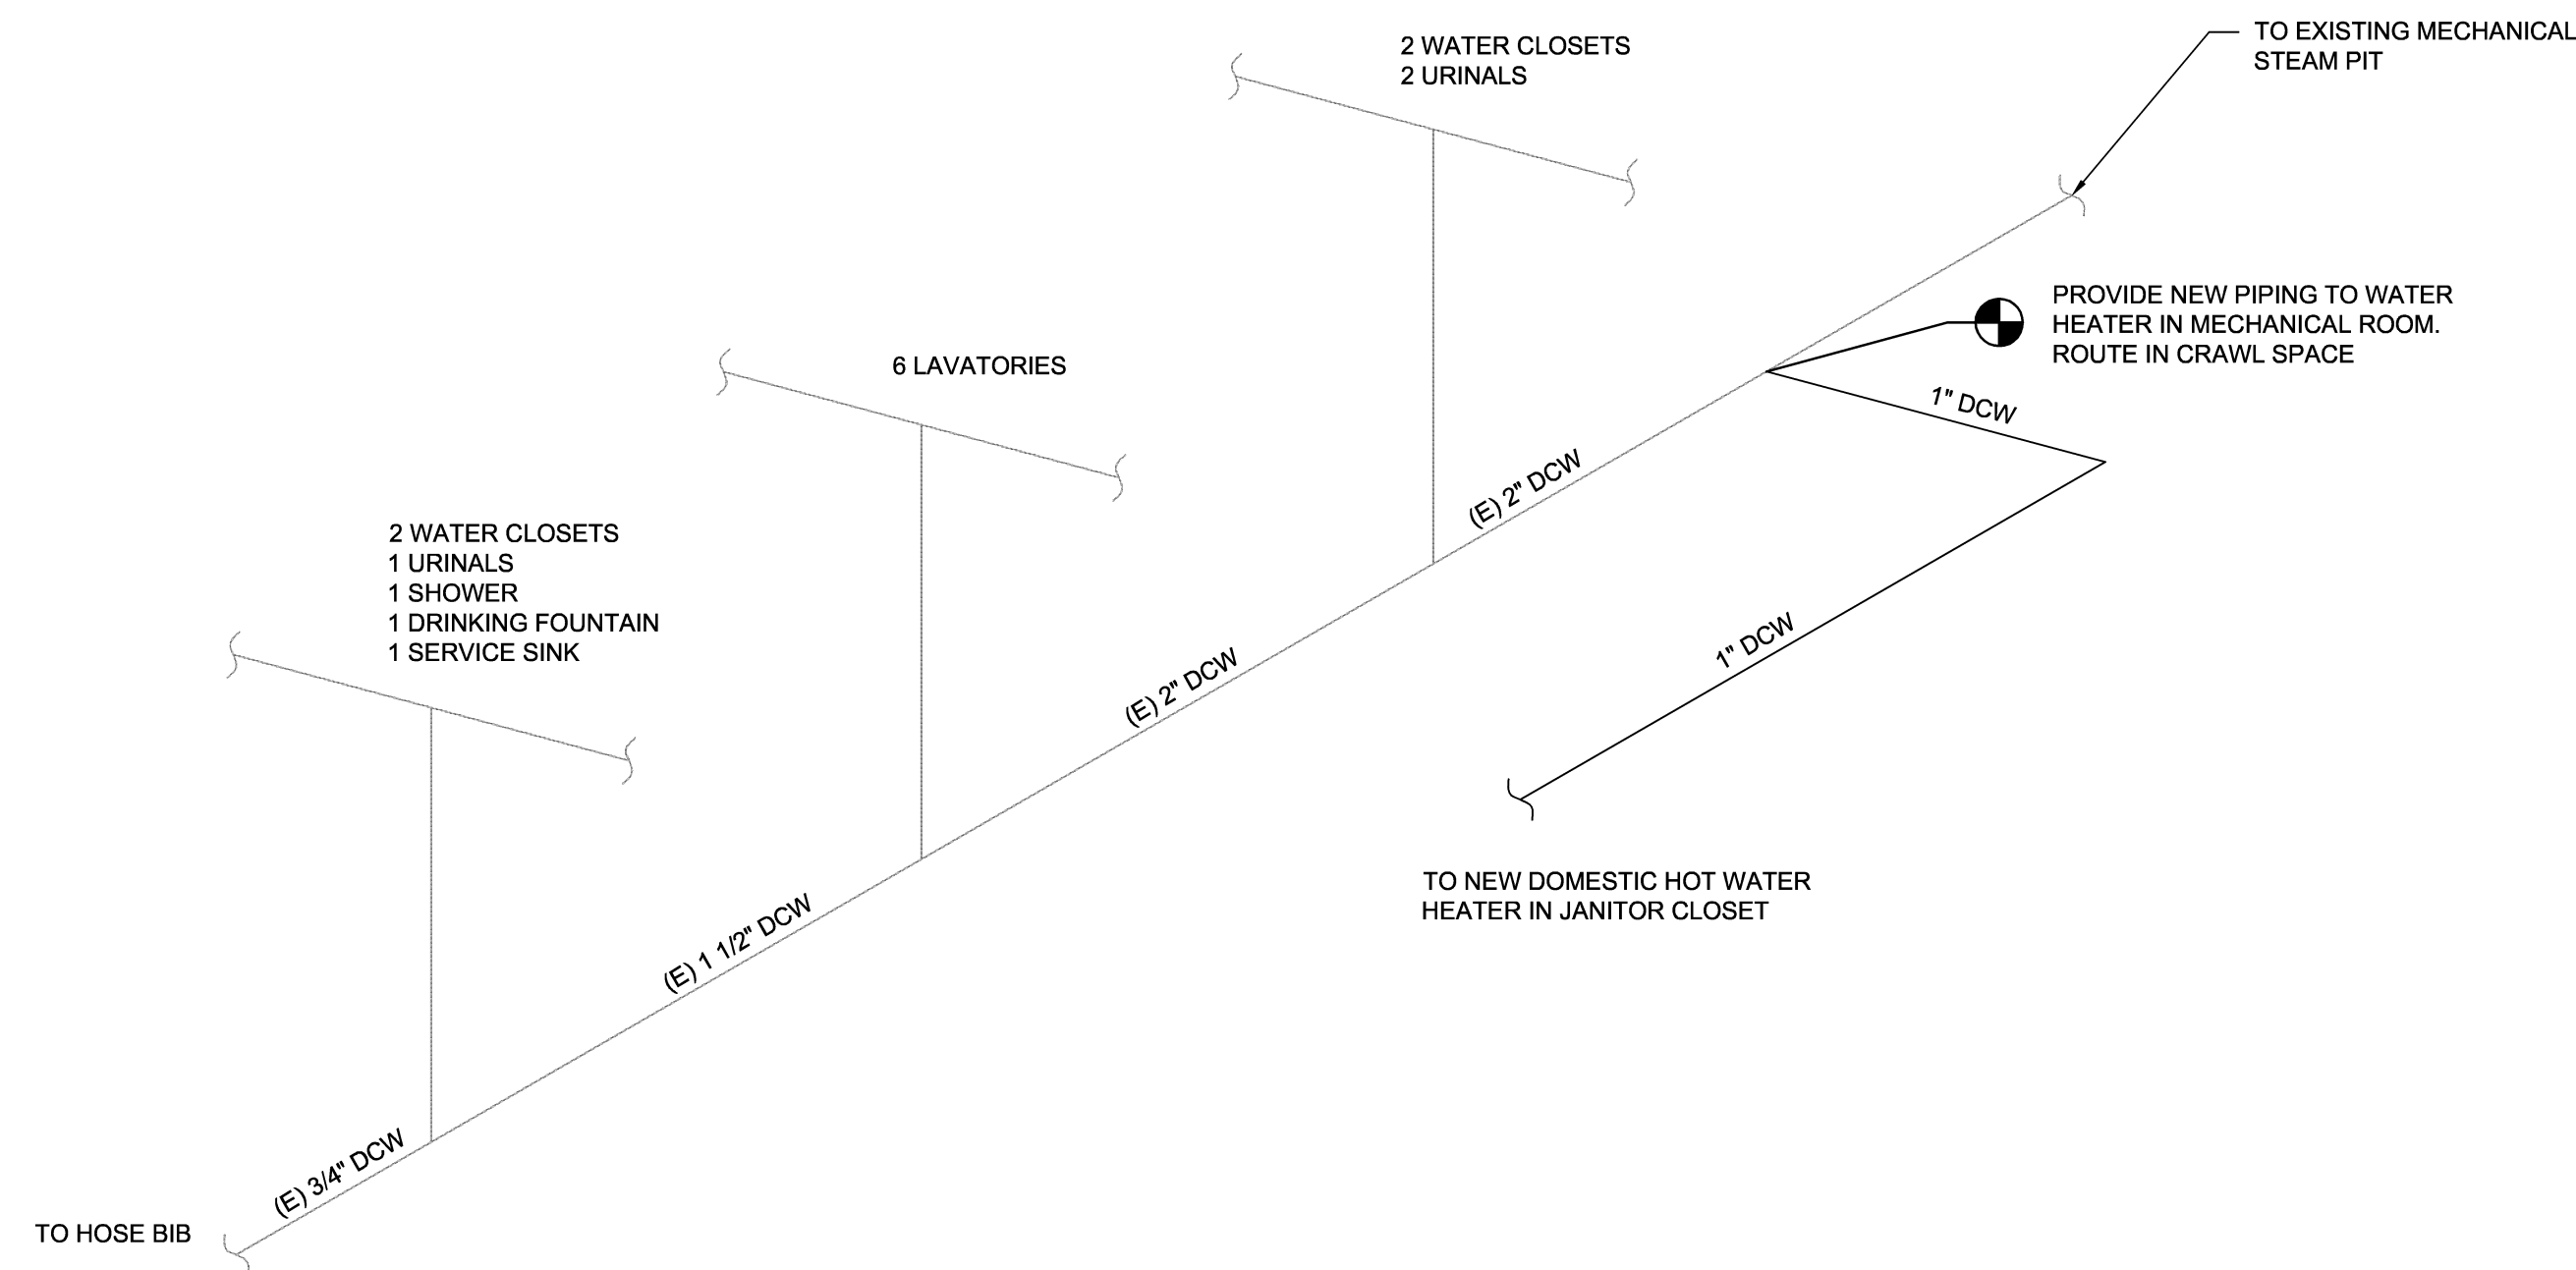 TO EXISTING MECHANICAL
STEAM PIT
2 WATER CLOSETS
2 URINALS
PROVIDE NEW PIPING TO WATER
HEATER IN MECHANICAL ROOM.
ROUTE IN CRAWL SPACE
6 LAVATORIES
1" DCW
(E) 2" DCW
2 WATER CLOSETS
1 URINALS
1 SHOWER
1 DRINKING FOUNTAIN
1 SERVICE SINK
1" DCW
(E) 2" DCW
TO NEW DOMESTIC HOT WATER
HEATER IN JANITOR CLOSET
(E) 1 1/2" DCW
(E) 3/4" DCW
TO HOSE BIB